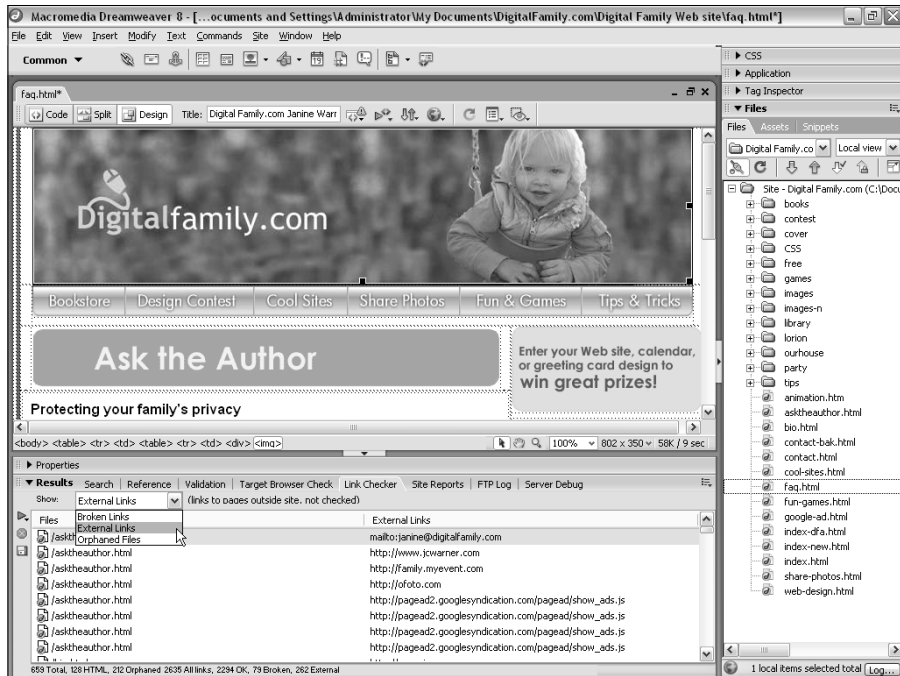 Macromedia Dreamweaver 8 - [...ocuments and Settings\Administrator\My Documents\DigitalFamily.com\Digital Family Web site\faq.html*]
File Edit View Insert Modify Text Commands Site Window Help
Common
faq.html*
Code Split Design Title: Digital Family.com Janine Warr
Digitalfamily.com
Bookstore Design Contest Cool Sites Share Photos Fun & Games Tips & Tricks
Ask the Author
Enter your Web site, calendar,
or greeting card design to
win great prizes!
Protecting your family's privacy
<body> <table> <tr> <td> <table> <tr> <td> <div> <img> 100% 802 x 350 58K / 9 sec
Properties
Results Search Reference Validation Target Browser Check Link Checker Site Reports FTP Log Server Debug
Show: External Links (links to pages outside site, not checked)
Broken Links
External Links
Orphaned Files
Files External Links
/askth mailto:janine@digitalfamily.com
/asktheauthor.html http://www.jcwarner.com
/asktheauthor.html http://family.myevent.com
/asktheauthor.html http://ofoto.com
/asktheauthor.html http://pagead2.googlesyndication.com/pagead/show_ads.js
/asktheauthor.html http://pagead2.googlesyndication.com/pagead/show_ads.js
/asktheauthor.html http://pagead2.googlesyndication.com/pagead/show_ads.js
/asktheauthor.html http://pagead2.googlesyndication.com/pagead/show_ads.js
659 Total, 128 HTML, 212 Orphaned 2635 All links, 2294 OK, 79 Broken, 262 External
CSS
Application
Tag Inspector
Files
Files Assets Snippets
Digital Family.co Local view
Site - Digital Family.com (C:\Docu
books
contest
cover
CSS
free
games
images
images-n
library
lorion
ourhouse
party
tips
animation.htm
asktheauthor.html
bio.html
contact-bak.html
contact.html
cool-sites.html
faq.html
fun-games.html
google-ad.html
index-dfa.html
index-new.html
index.html
share-photos.html
web-design.html
1 local items selected total Log...